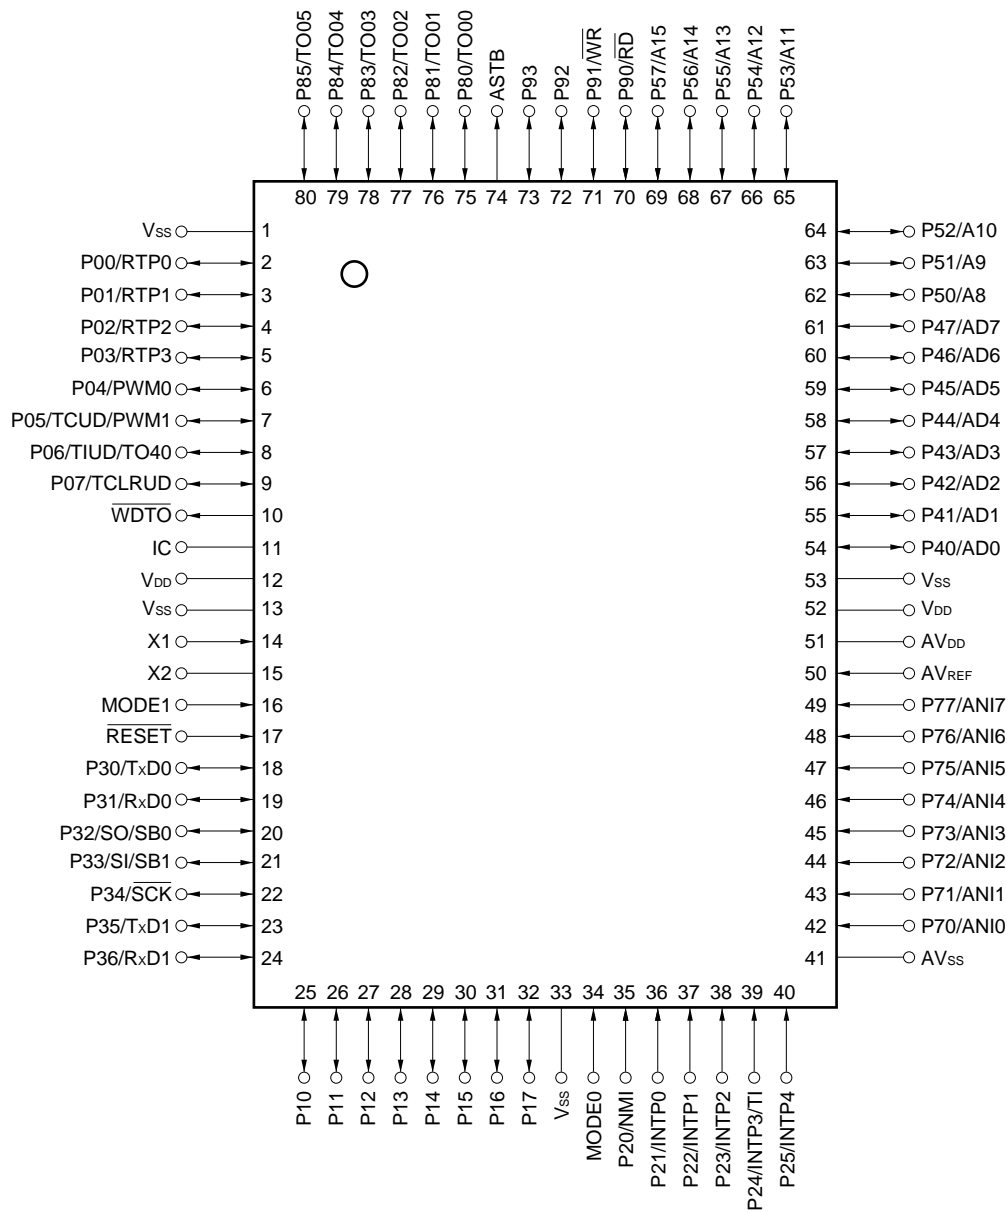 P85/TO05
P84/TO04
P83/TO03
P82/TO02
P81/TO01
P80/TO00
ASTB
P93
P92
P91/W̅R̅
P90/R̅D̅
P57/A15
P56/A14
P55/A13
P54/A12
P53/A11
80 79 78 77 76 75 74 73 72 71 70 69 68 67 66 65
VSS 1
P00/RTP0 2
P01/RTP1 3
P02/RTP2 4
P03/RTP3 5
P04/PWM0 6
P05/TCUD/PWM1 7
P06/TIUD/TO40 8
P07/TCLRUD 9
W̅D̅T̅O̅ 10
IC 11
VDD 12
VSS 13
X1 14
X2 15
MODE1 16
R̅E̅S̅E̅T̅ 17
P30/TxD0 18
P31/RxD0 19
P32/SO/SB0 20
P33/SI/SB1 21
P34/S̅C̅K̅ 22
P35/TxD1 23
P36/RxD1 24
64 P52/A10
63 P51/A9
62 P50/A8
61 P47/AD7
60 P46/AD6
59 P45/AD5
58 P44/AD4
57 P43/AD3
56 P42/AD2
55 P41/AD1
54 P40/AD0
53 VSS
52 VDD
51 AVDD
50 AVREF
49 P77/ANI7
48 P76/ANI6
47 P75/ANI5
46 P74/ANI4
45 P73/ANI3
44 P72/ANI2
43 P71/ANI1
42 P70/ANI0
41 AVSS
25 26 27 28 29 30 31 32 33 34 35 36 37 38 39 40
P10
P11
P12
P13
P14
P15
P16
P17
VSS
MODE0
P20/NMI
P21/INTP0
P22/INTP1
P23/INTP2
P24/INTP3/TI
P25/INTP4